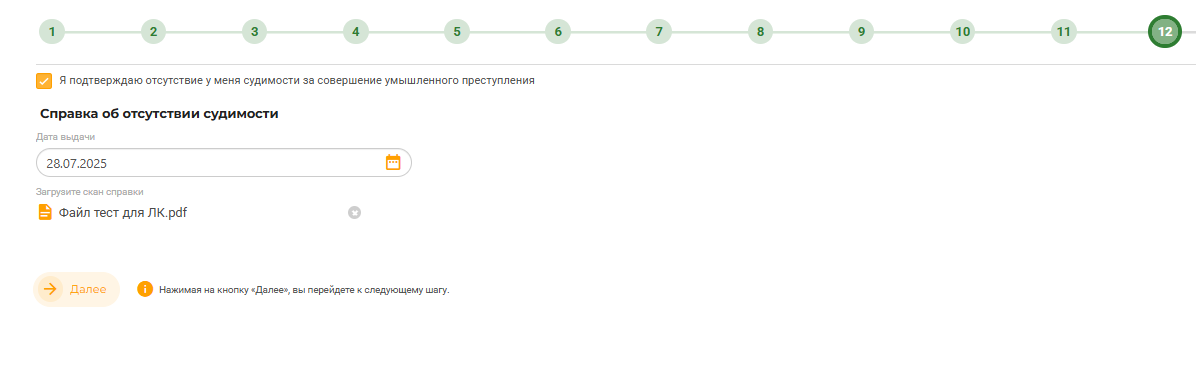 1 2 3 4 5 6 7 8 9 10 11 12
Я подтверждаю отсутствие у меня судимости за совершение умышленного преступления
Справка об отсутствии судимости
Дата выдачи
28.07.2025
Загрузите скан справки
Файл тест для ЛК.pdf
Далее
Нажимая на кнопку «Далее», вы перейдете к следующему шагу.